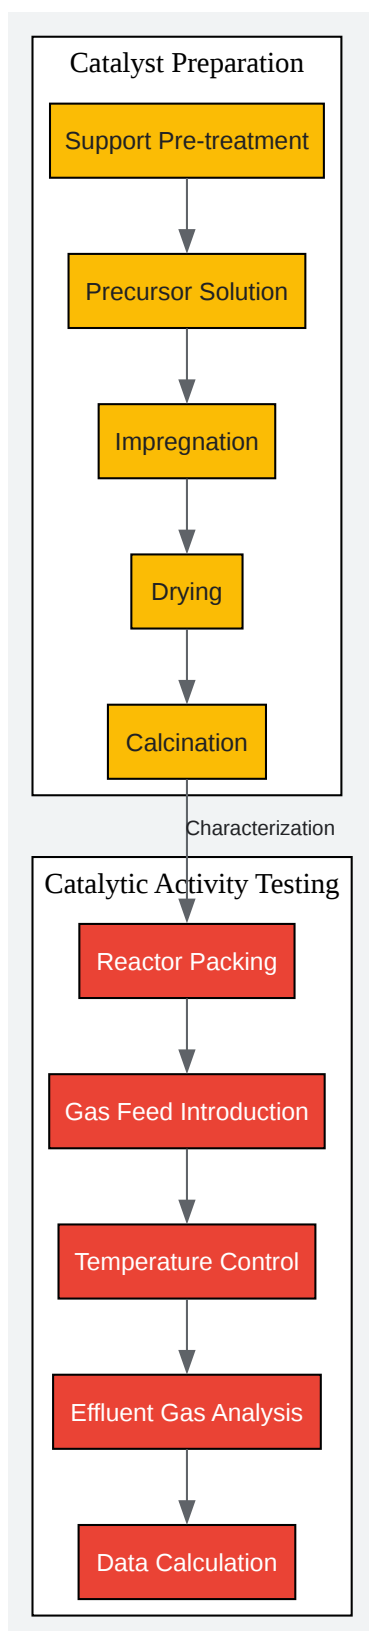 Catalyst Preparation
Support Pre-treatment
Precursor Solution
Impregnation
Drying
Calcination
Characterization
Catalytic Activity Testing
Reactor Packing
Gas Feed Introduction
Temperature Control
Effluent Gas Analysis
Data Calculation